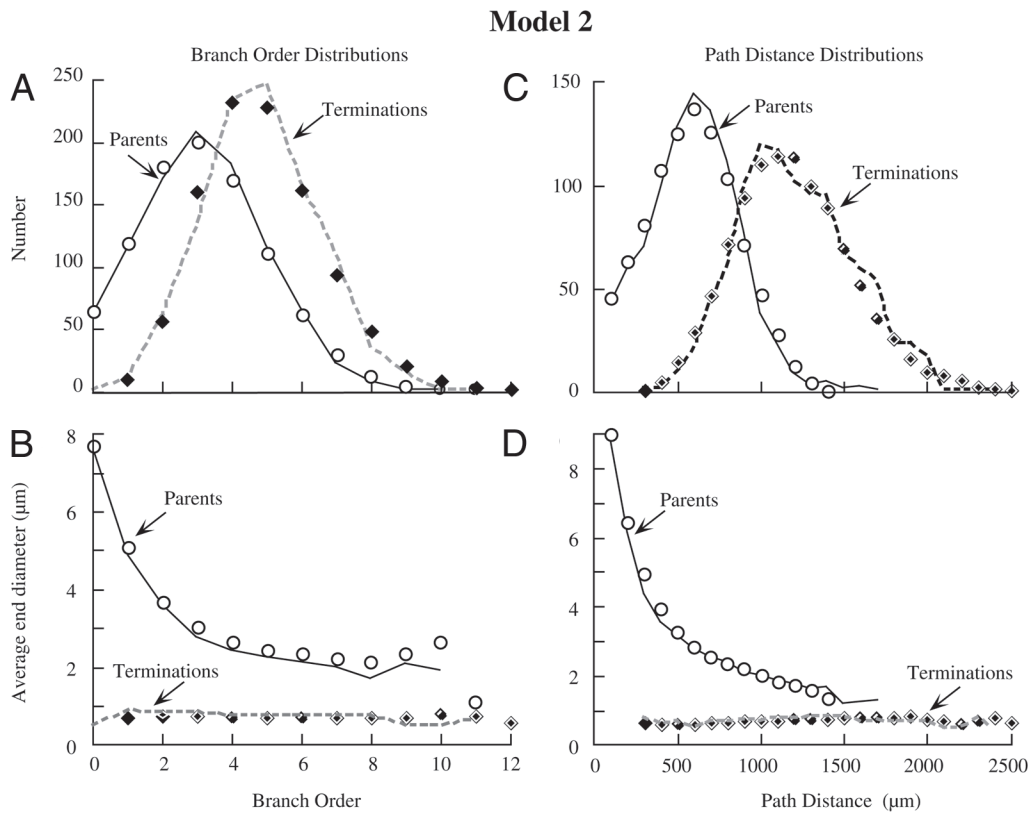 Model 2
Branch Order Distributions
Path Distance Distributions
A
250
200
150
100
50
0
Number
Parents
Terminations
C
150
100
50
0
Parents
Terminations
B
8
6
4
2
0
Average end diameter (μm)
Parents
Terminations
0 2 4 6 8 10 12
Branch Order
D
8
6
4
2
0
Parents
Terminations
0 500 1000 1500 2000 2500
Path Distance (μm)